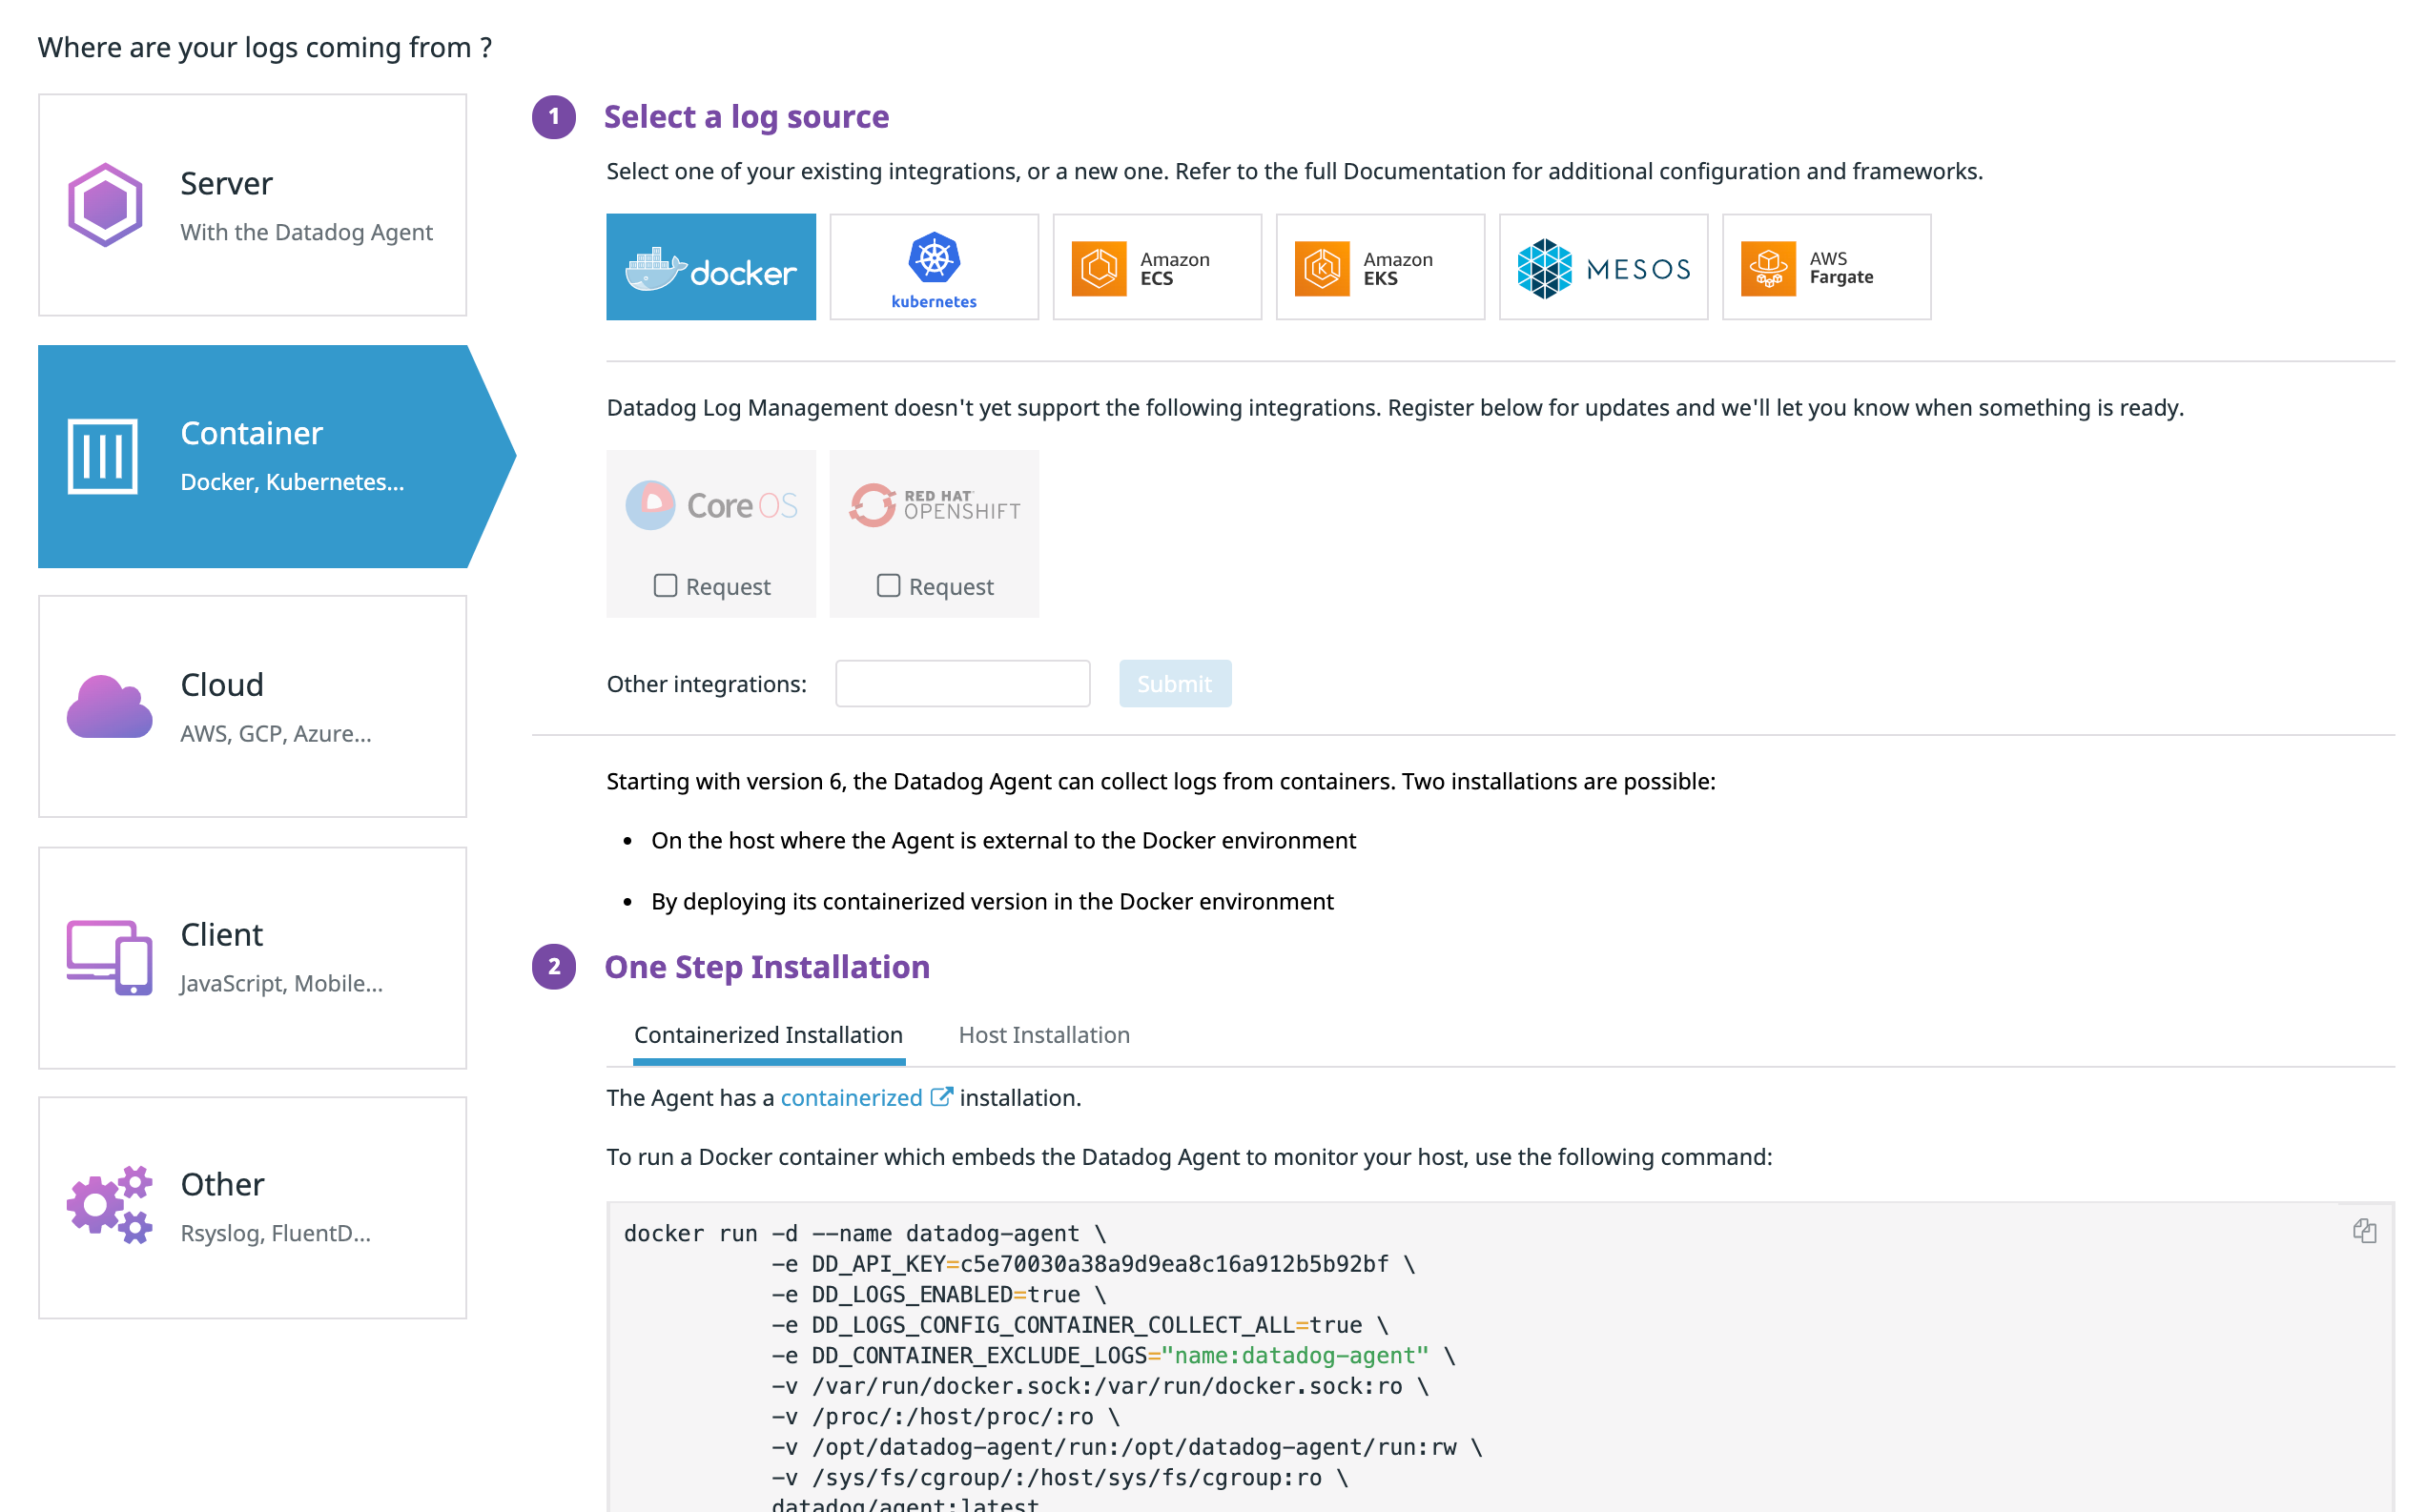 Where are your logs coming from ?
Server
With the Datadog Agent
Container
Docker, Kubernetes...
Cloud
AWS, GCP, Azure...
Client
JavaScript, Mobile...
Other
Rsyslog, FluentD...
1 Select a log source
Select one of your existing integrations, or a new one. Refer to the full Documentation for additional configuration and frameworks.
docker
kubernetes
Amazon
ECS
Amazon
EKS
MESOS
AWS
Fargate
Datadog Log Management doesn't yet support the following integrations. Register below for updates and we'll let you know when something is ready.
Core OS
Request
RED HAT
OPENSHIFT
Request
Other integrations:
Submit
Starting with version 6, the Datadog Agent can collect logs from containers. Two installations are possible:
• On the host where the Agent is external to the Docker environment
• By deploying its containerized version in the Docker environment
2 One Step Installation
Containerized Installation Host Installation
The Agent has a containerized installation.
To run a Docker container which embeds the Datadog Agent to monitor your host, use the following command:
docker run -d --name datadog-agent \
-e DD_API_KEY=c5e70030a38a9d9ea8c16a912b5b92bf \
-e DD_LOGS_ENABLED=true \
-e DD_LOGS_CONFIG_CONTAINER_COLLECT_ALL=true \
-e DD_CONTAINER_EXCLUDE_LOGS="name:datadog-agent" \
-v /var/run/docker.sock:/var/run/docker.sock:ro \
-v /proc/:/host/proc/:ro \
-v /opt/datadog-agent/run:/opt/datadog-agent/run:rw \
-v /sys/fs/cgroup/:/host/sys/fs/cgroup:ro \
datadog/agent:latest